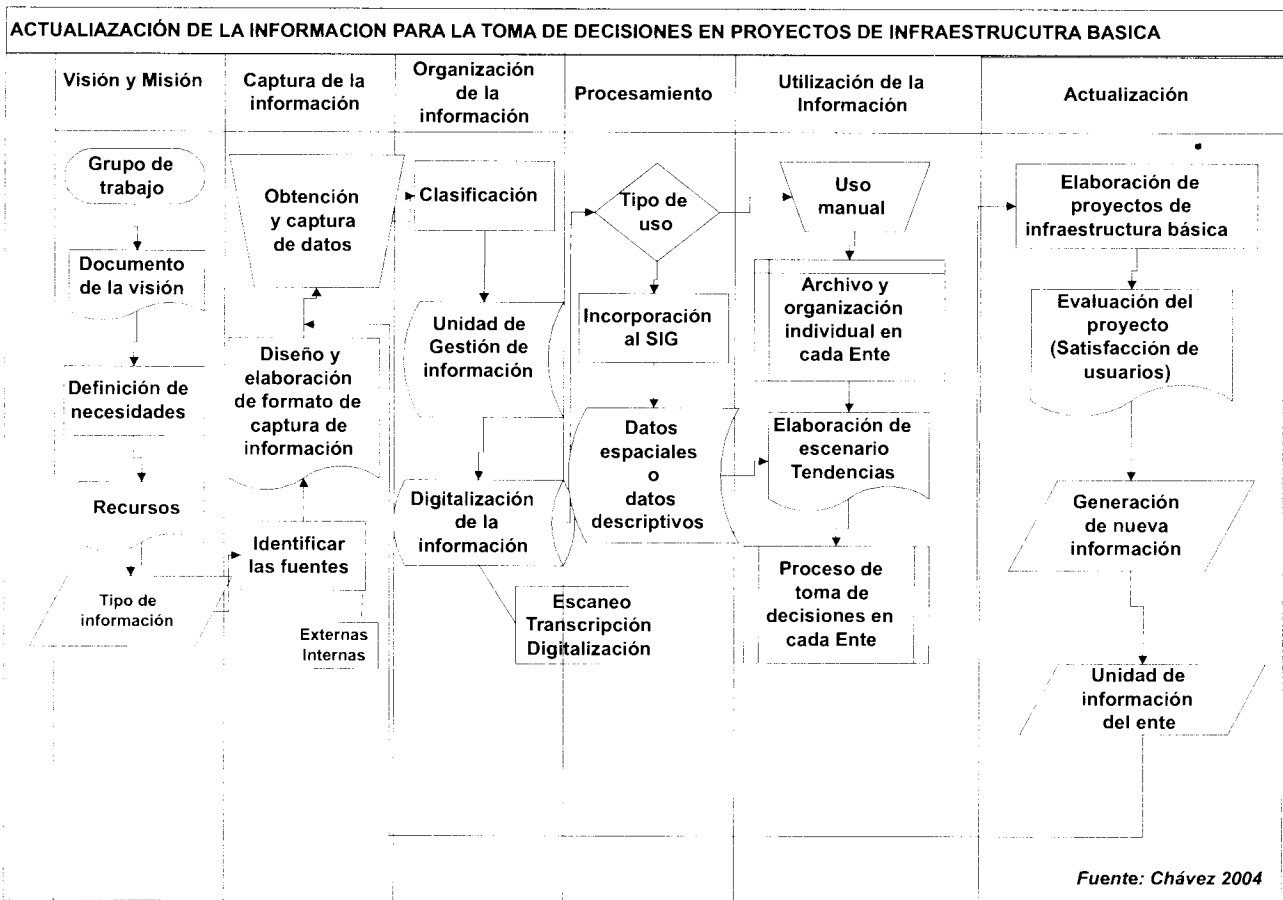 ACTUALIAZACIÓN DE LA INFORMACION PARA LA TOMA DE DECISIONES EN PROYECTOS DE INFRAESTRUCUTRA BASICA
Visión y Misión
Captura de la
información
Organización
de la
información
Procesamiento
Utilización de la
Información
Actualización
Grupo de
trabajo
Documento
de la visión
Definición de
necesidades
Recursos
Tipo de
información
Obtención
y captura
de datos
Diseño y
elaboración
de formato de
captura de
información
Identificar
las fuentes
Externas
Internas
Clasificación
Unidad de
Gestión de
información
Digitalización
de la
información
Escaneo
Transcripción
Digitalización
Tipo de
uso
Incorporación
al SIG
Datos
espaciales
o
datos
descriptivos
Uso
manual
Archivo y
organización
individual en
cada Ente
Elaboración de
escenario
Tendencias
Proceso de
toma de
decisiones en
cada Ente
Elaboración de
proyectos de
infraestructura básica
Evaluación del
proyecto
(Satisfacción de
usuarios)
Generación
de nueva
información
Unidad de
información
del ente
Fuente: Chávez 2004